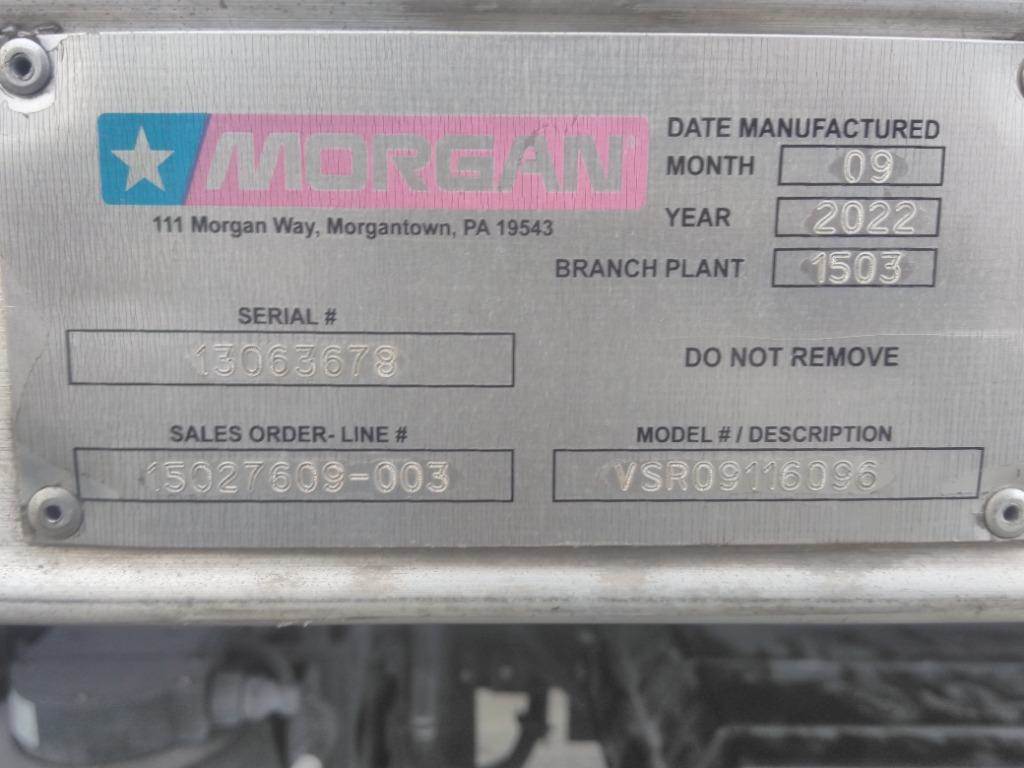 MORGAN
111 Morgan Way, Morgantown, PA 19543
DATE MANUFACTURED
MONTH 09
YEAR 2022
BRANCH PLANT 1503
SERIAL #
13063678
DO NOT REMOVE
SALES ORDER- LINE #
15027609-003
MODEL # / DESCRIPTION
VSR09116096